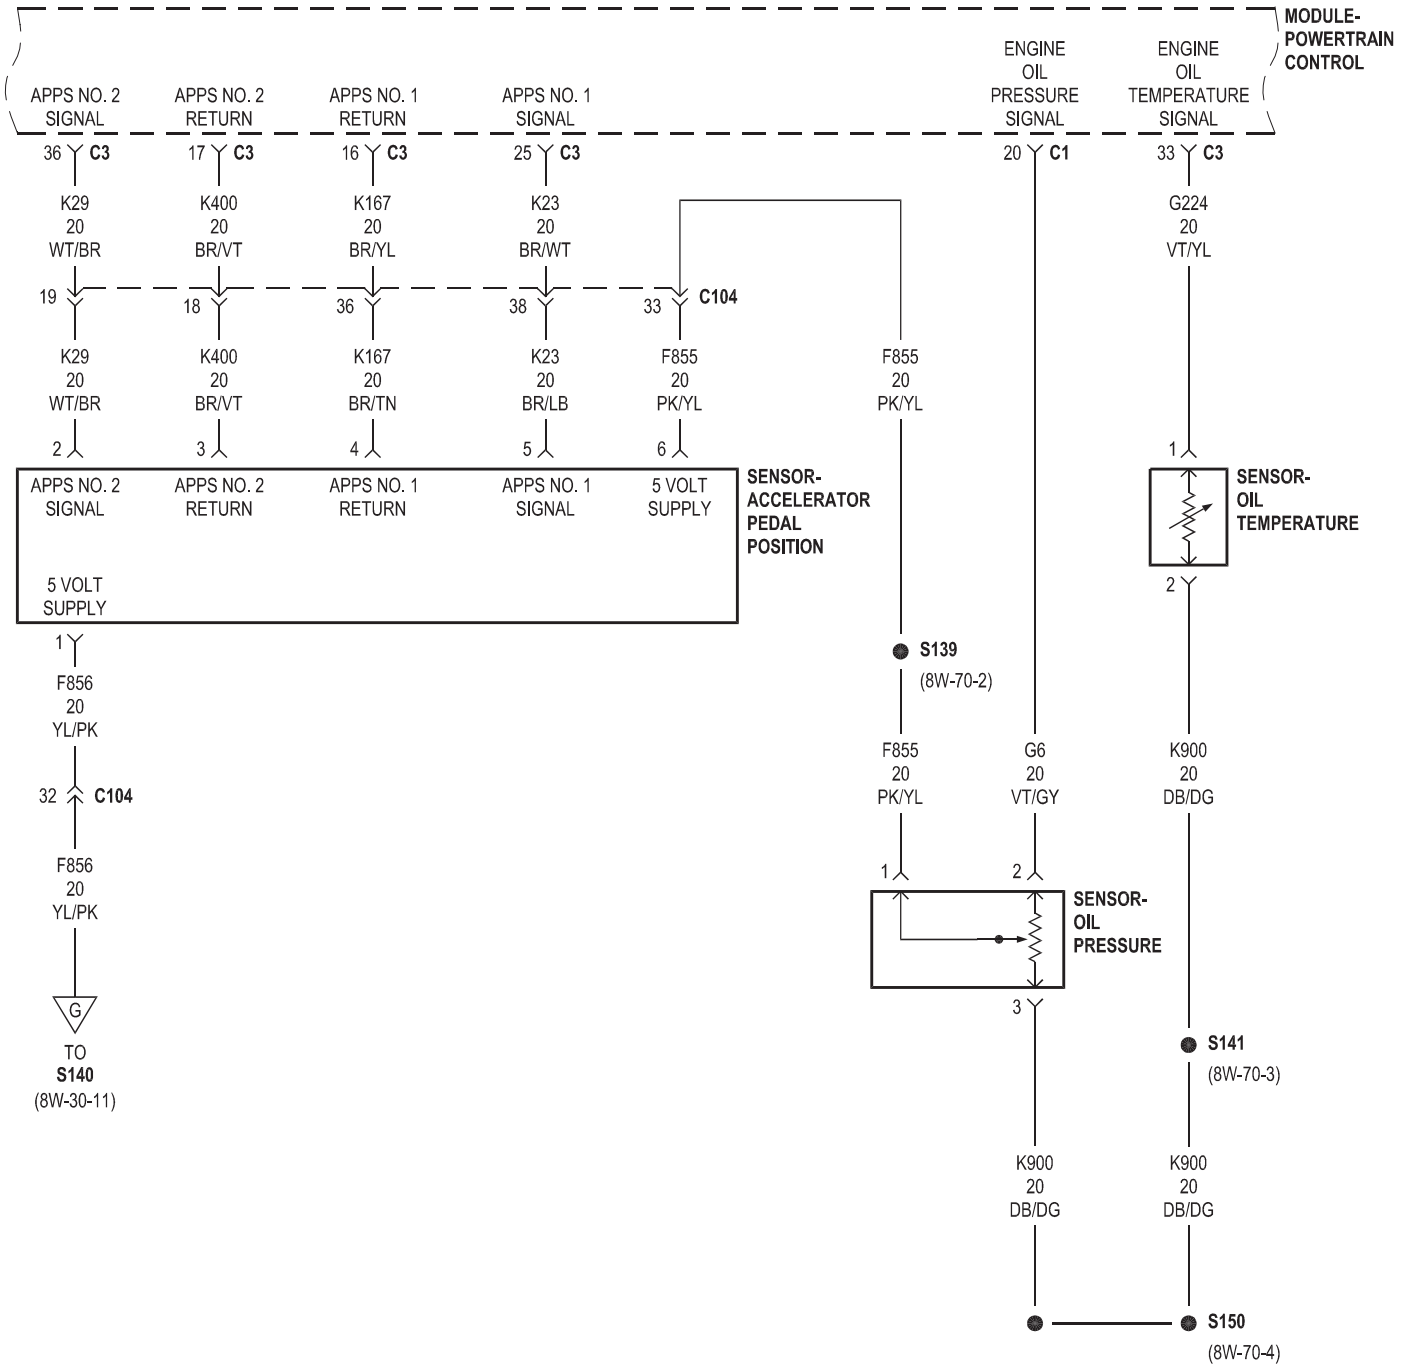 MODULE-
POWERTRAIN
CONTROL
APPS NO. 2
SIGNAL
APPS NO. 2
RETURN
APPS NO. 1
RETURN
APPS NO. 1
SIGNAL
ENGINE
OIL
PRESSURE
SIGNAL
ENGINE
OIL
TEMPERATURE
SIGNAL
36 C3
17 C3
16 C3
25 C3
20 C1
33 C3
K29
20
WT/BR
K400
20
BR/VT
K167
20
BR/YL
K23
20
BR/WT
G224
20
VT/YL
19
18
36
38
33
C104
K29
20
WT/BR
K400
20
BR/VT
K167
20
BR/TN
K23
20
BR/LB
F855
20
PK/YL
F855
20
PK/YL
2
3
4
5
6
1
APPS NO. 2
SIGNAL
APPS NO. 2
RETURN
APPS NO. 1
RETURN
APPS NO. 1
SIGNAL
5 VOLT
SUPPLY
SENSOR-
ACCELERATOR
PEDAL
POSITION
SENSOR-
OIL
TEMPERATURE
5 VOLT
SUPPLY
2
1
S139
(8W-70-2)
F856
20
YL/PK
F855
20
PK/YL
G6
20
VT/GY
K900
20
DB/DG
32
C104
F856
20
YL/PK
1
2
SENSOR-
OIL
PRESSURE
3
G
TO
S140
(8W-30-11)
S141
(8W-70-3)
K900
20
DB/DG
K900
20
DB/DG
S150
(8W-70-4)